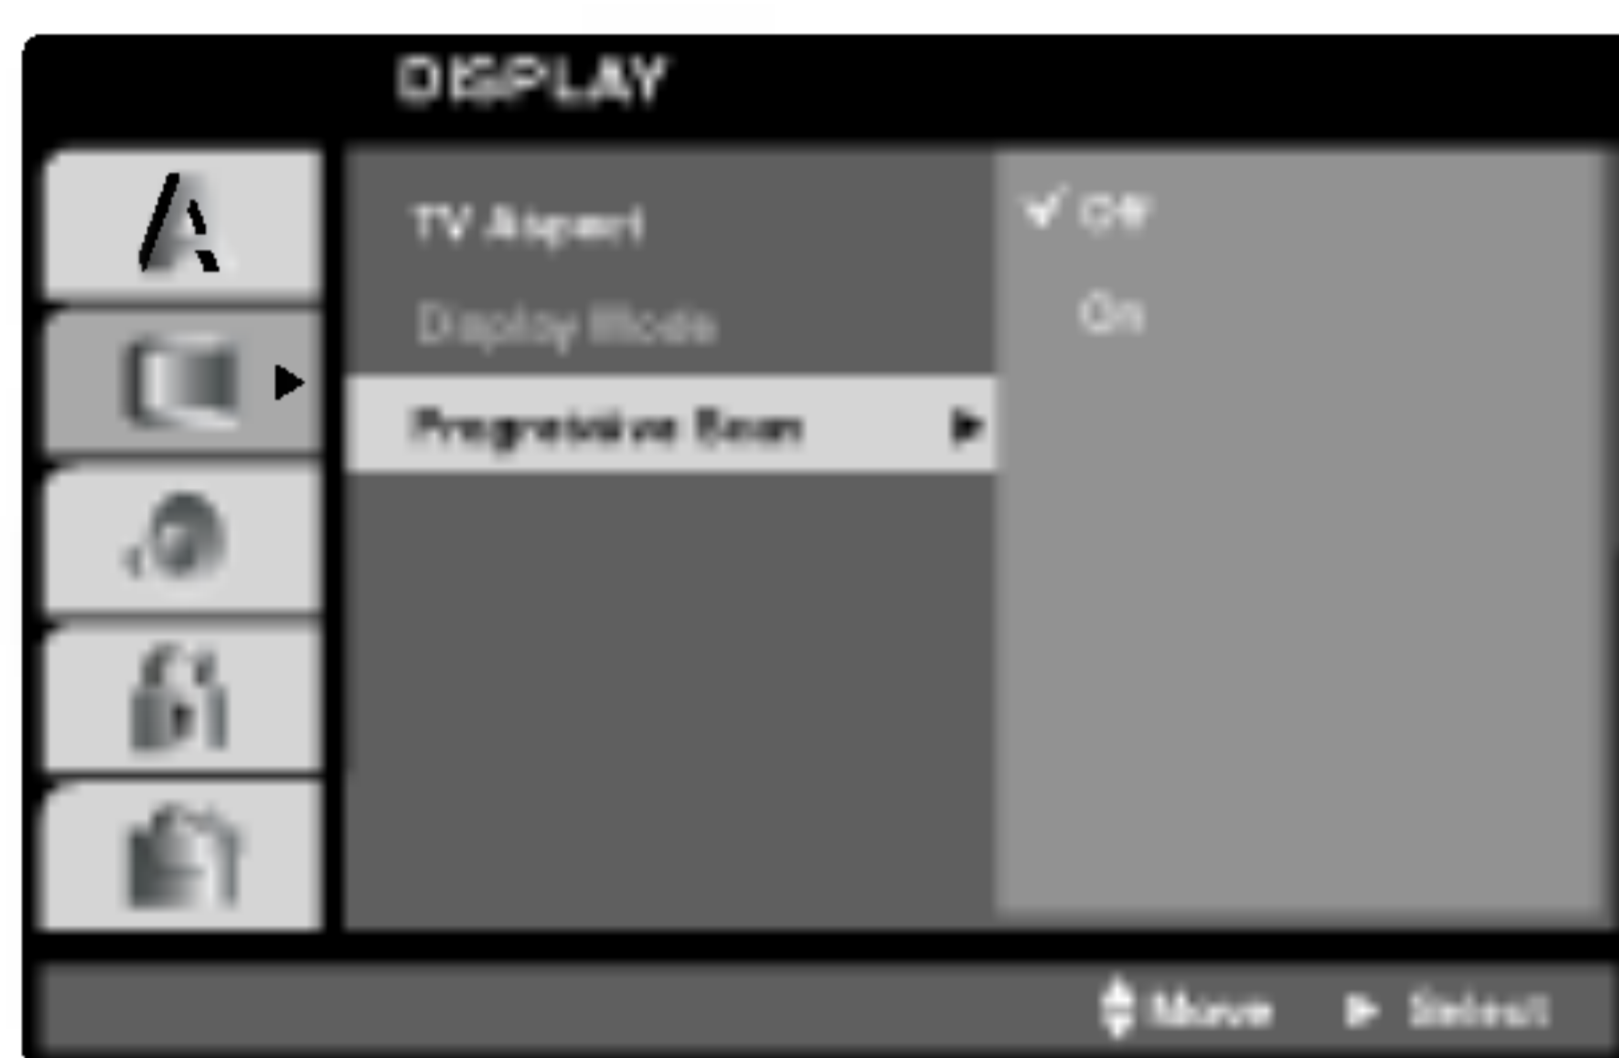 DISPLAY
TV Aspect
Display Mode
Progressive Scan
✓ Off
On
Move
Select